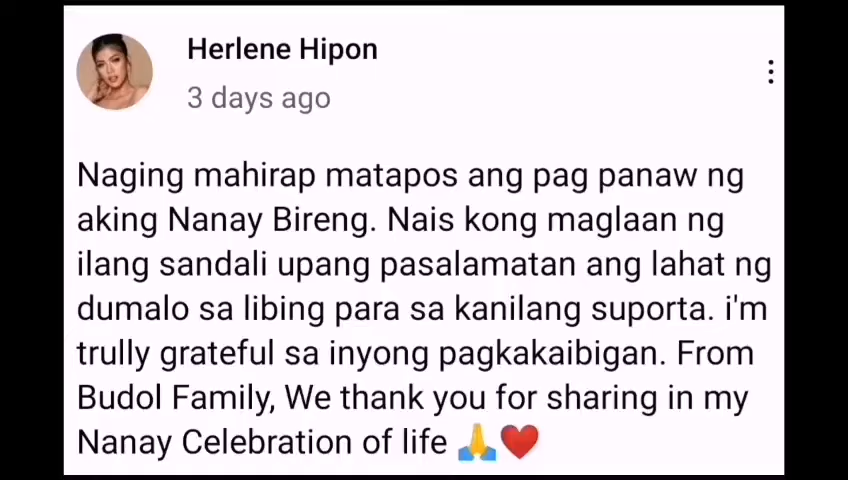 Herlene Hipon
3 days ago
Naging mahirap matapos ang pag panaw ng
aking Nanay Bireng. Nais kong maglaan ng
ilang sandali upang pasalamatan ang lahat ng
dumalo sa libing para sa kanilang suporta. i'm
trully grateful sa inyong pagkakaibigan. From
Budol Family, We thank you for sharing in my
Nanay Celebration of life 🙏❤️